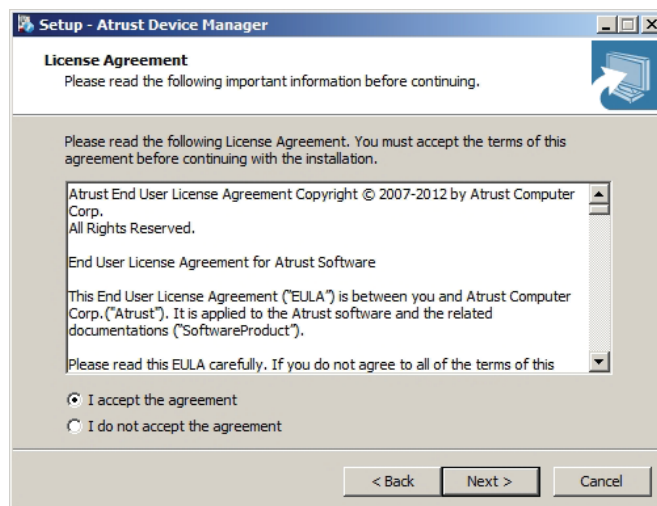 Setup - Atrust Device Manager
License Agreement
Please read the following important information before continuing.
Please read the following License Agreement. You must accept the terms of this
agreement before continuing with the installation.
Atrust End User License Agreement Copyright © 2007-2012 by Atrust Computer
Corp.
All Rights Reserved.
End User License Agreement for Atrust Software
This End User License Agreement ("EULA") is between you and Atrust Computer
Corp.("Atrust"). It is applied to the Atrust software and the related
documentations ("SoftwareProduct").
Please read this EULA carefully. If you do not agree to all of the terms of this
I accept the agreement
I do not accept the agreement
< Back Next > Cancel